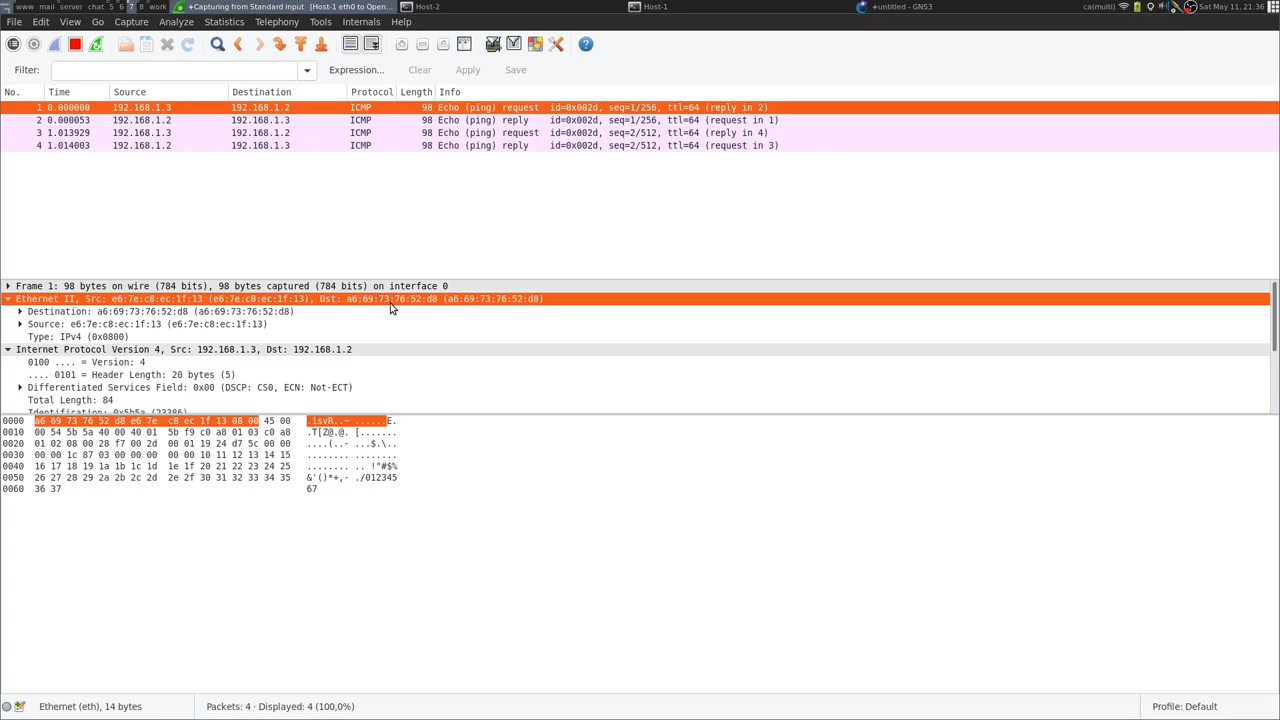 www mail server chat 5 6 7 8 work +Capturing from Standard input [Host-1 eth0 to Open... Host-2 Host-1 +untitled - GNS3 ca(multi) Sat May 11, 21:36
File Edit View Go Capture Analyze Statistics Telephony Tools Internals Help
Filter: Expression... Clear Apply Save
No. Time Source Destination Protocol Length Info
1 0.000000 192.168.1.3 192.168.1.2 ICMP 98 Echo (ping) request id=0x002d, seq=1/256, ttl=64 (reply in 2)
2 0.000053 192.168.1.2 192.168.1.3 ICMP 98 Echo (ping) reply id=0x002d, seq=1/256, ttl=64 (request in 1)
3 1.013929 192.168.1.3 192.168.1.2 ICMP 98 Echo (ping) request id=0x002d, seq=2/512, ttl=64 (reply in 4)
4 1.014003 192.168.1.2 192.168.1.3 ICMP 98 Echo (ping) reply id=0x002d, seq=2/512, ttl=64 (request in 3)
Frame 1: 98 bytes on wire (784 bits), 98 bytes captured (784 bits) on interface 0
Ethernet II, Src: e6:7e:c8:ec:1f:13 (e6:7e:c8:ec:1f:13), Dst: a6:69:73:76:52:d8 (a6:69:73:76:52:d8)
Destination: a6:69:73:76:52:d8 (a6:69:73:76:52:d8)
Source: e6:7e:c8:ec:1f:13 (e6:7e:c8:ec:1f:13)
Type: IPv4 (0x0800)
Internet Protocol Version 4, Src: 192.168.1.3, Dst: 192.168.1.2
0100 .... = Version: 4
.... 0101 = Header Length: 20 bytes (5)
Differentiated Services Field: 0x00 (DSCP: CS0, ECN: Not-ECT)
Total Length: 84
Identification: 0x5b5a (23386)
0000 a6 69 73 76 52 d8 e6 7e c8 ec 1f 13 08 00 45 00 .isvR..~ ......E.
0010 00 54 5b 5a 40 00 40 01 5b f9 c0 a8 01 03 c0 a8 .T[Z@.@. [.......
0020 01 02 08 00 28 f7 00 2d 00 01 19 24 d7 5c 00 00 ....(..- ...$.\..
0030 00 00 1c 87 03 00 00 00 00 00 10 11 12 13 14 15 ........ ........
0040 16 17 18 19 1a 1b 1c 1d 1e 1f 20 21 22 23 24 25 ........ .. !"#$%
0050 26 27 28 29 2a 2b 2c 2d 2e 2f 30 31 32 33 34 35 &'()*+,- ./012345
0060 36 37 67
Ethernet (eth), 14 bytes Packets: 4 · Displayed: 4 (100,0%) Profile: Default